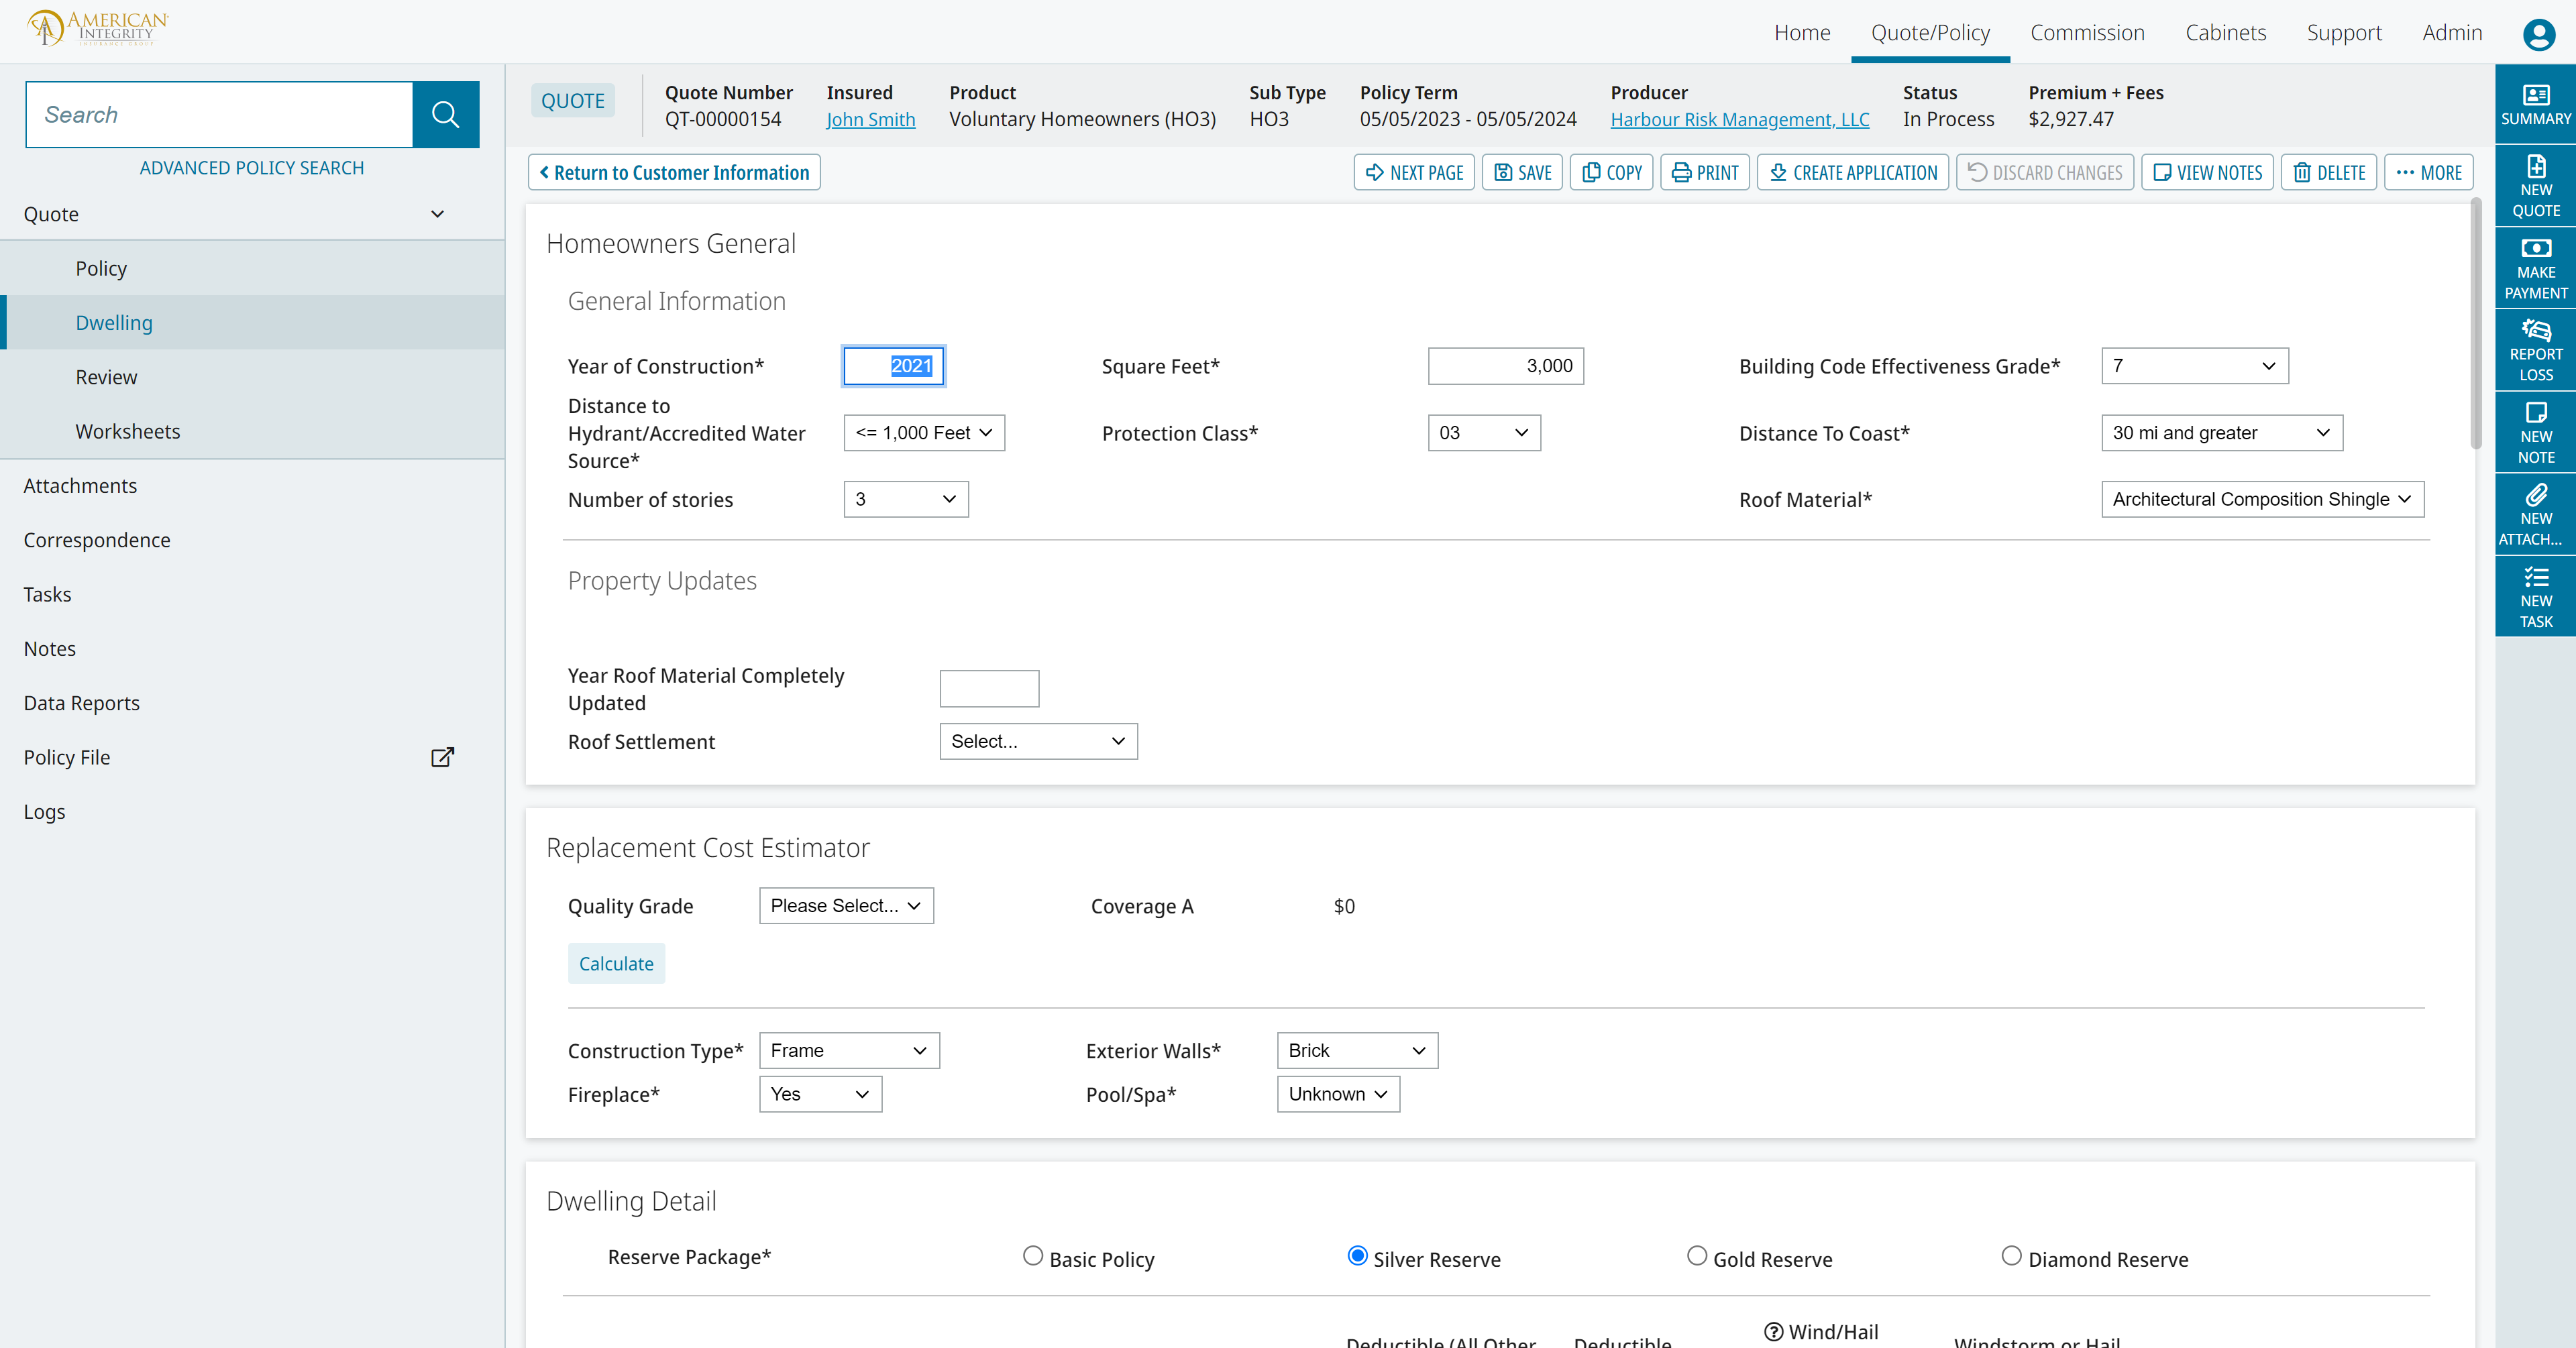 AMERICAN
INTEGRITY
INSURANCE GROUP
Home
Quote/Policy
Commission
Cabinets
Support
Admin
Search
ADVANCED POLICY SEARCH
Quote
Policy
Dwelling
Review
Worksheets
Attachments
Correspondence
Tasks
Notes
Data Reports
Policy File
Logs
QUOTE
Quote Number
QT-00000154
Insured
John Smith
Product
Voluntary Homeowners (HO3)
Sub Type
HO3
Policy Term
05/05/2023 - 05/05/2024
Producer
Harbour Risk Management, LLC
Status
In Process
Premium + Fees
$2,927.47
Return to Customer Information
NEXT PAGE
SAVE
COPY
PRINT
CREATE APPLICATION
DISCARD CHANGES
VIEW NOTES
DELETE
MORE
Homeowners General
General Information
Year of Construction*
2021
Square Feet*
3,000
Building Code Effectiveness Grade*
7
Distance to
Hydrant/Accredited Water
Source*
<= 1,000 Feet
Protection Class*
03
Distance To Coast*
30 mi and greater
Number of stories
3
Roof Material*
Architectural Composition Shingle
Property Updates
Year Roof Material Completely
Updated
Roof Settlement
Select...
Replacement Cost Estimator
Quality Grade
Please Select...
Coverage A
$0
Calculate
Construction Type*
Frame
Exterior Walls*
Brick
Fireplace*
Yes
Pool/Spa*
Unknown
Dwelling Detail
Reserve Package*
Basic Policy
Silver Reserve
Gold Reserve
Diamond Reserve
Wind/Hail
Deductible (All Other
Deductible
Windstorm or Hail
SUMMARY
NEW
QUOTE
MAKE
PAYMENT
REPORT
LOSS
NEW
NOTE
NEW
ATTACH...
NEW
TASK